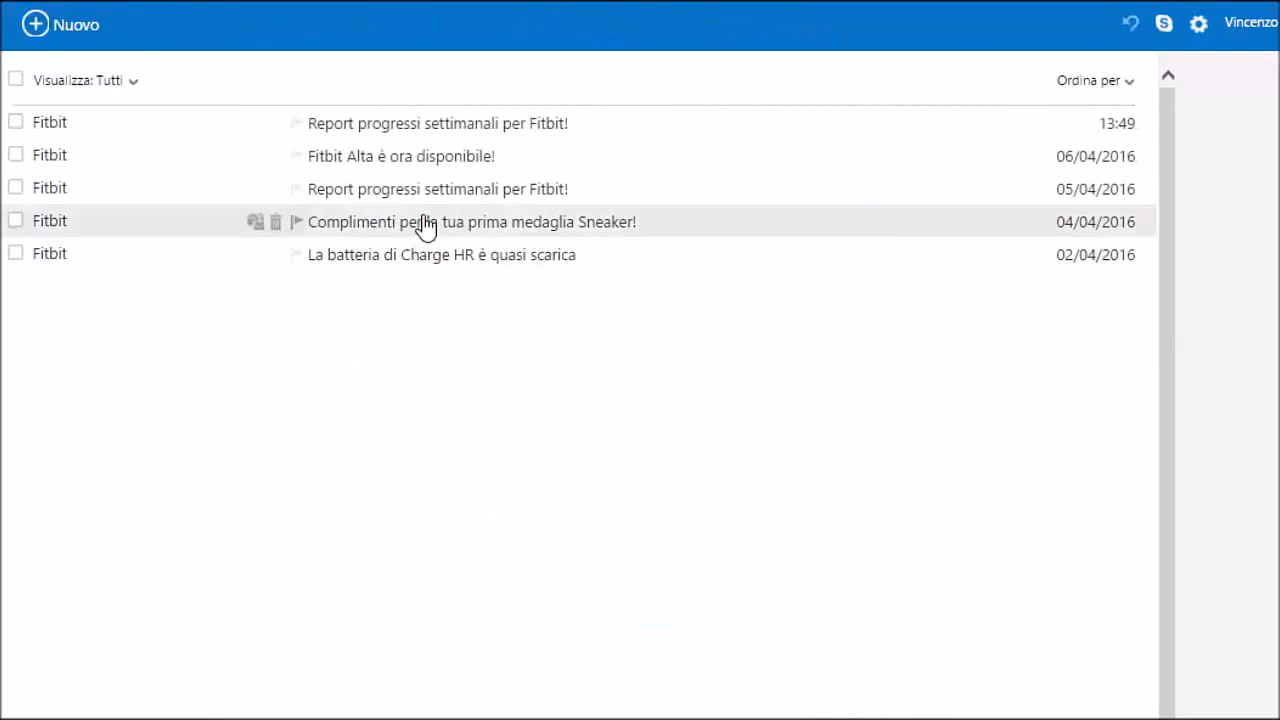 Nuovo
Vincenzo
Visualizza: Tutti
Ordina per
Fitbit Report progressi settimanali per Fitbit! 13:49
Fitbit Fitbit Alta è ora disponibile! 06/04/2016
Fitbit Report progressi settimanali per Fitbit! 05/04/2016
Fitbit Complimenti per la tua prima medaglia Sneaker! 04/04/2016
Fitbit La batteria di Charge HR è quasi scarica 02/04/2016